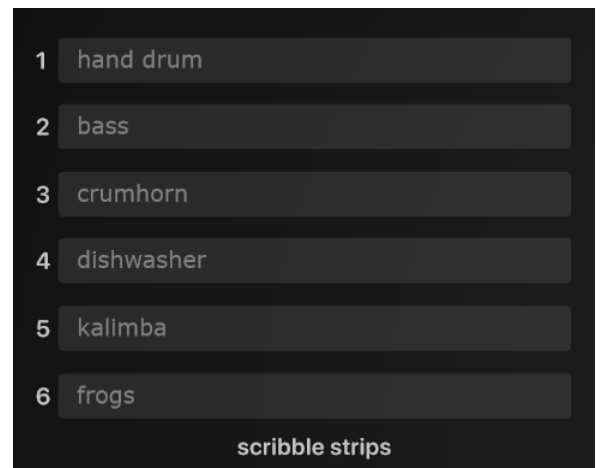 1 hand drum
2 bass
3 crumhorn
4 dishwasher
5 kalimba
6 frogs
scribble strips